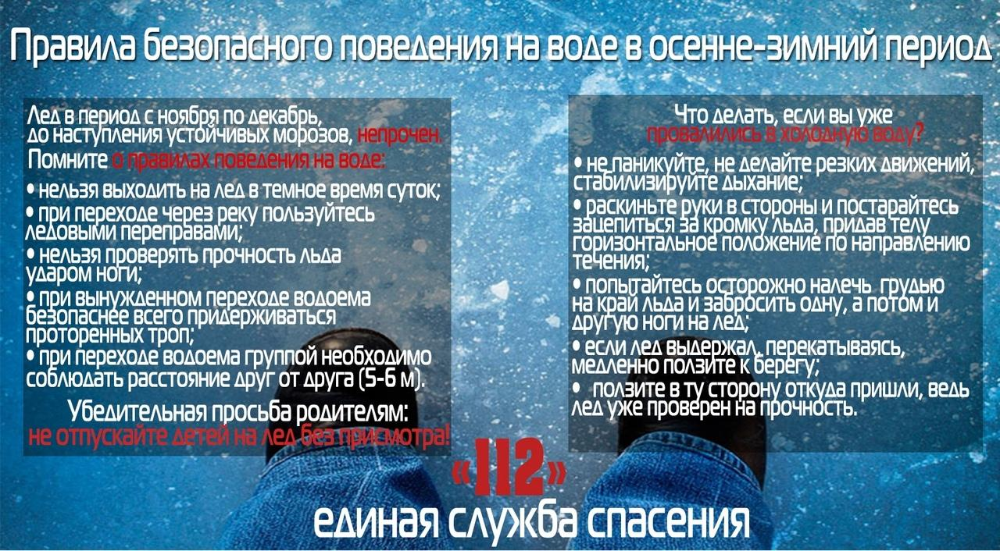 Правила безопасного поведения на воде в осенне-зимний период
Лед в период с ноября по декабрь,
до наступления устойчивых морозов, непрочен.
Помните о правилах поведения на воде:
• нельзя выходить на лед в темное время суток;
• при переходе через реку пользуйтесь
ледовыми переправами;
• нельзя проверять прочность льда
ударом ноги;
• при вынужденном переходе водоема
безопаснее всего придерживаться
проторенных троп;
• при переходе водоема группой необходимо
соблюдать расстояние друг от друга (5-6 м).
Убедительная просьба родителям:
не отпускайте детей на лед без присмотра!
Что делать, если вы уже
провалились в холодную воду?
• не паникуйте, не делайте резких движений,
стабилизируйте дыхание;
• раскиньте руки в стороны и постарайтесь
зацепиться за кромку льда, придав телу
горизонтальное положение по направлению
течения;
• попытайтесь осторожно налечь грудью
на край льда и забросить одну, а потом и
другую ноги на лед;
• если лед выдержал, перекатываясь,
медленно ползите к берегу;
• ползите в ту сторону откуда пришли, ведь
лед уже проверен на прочность.
«112»
единая служба спасения